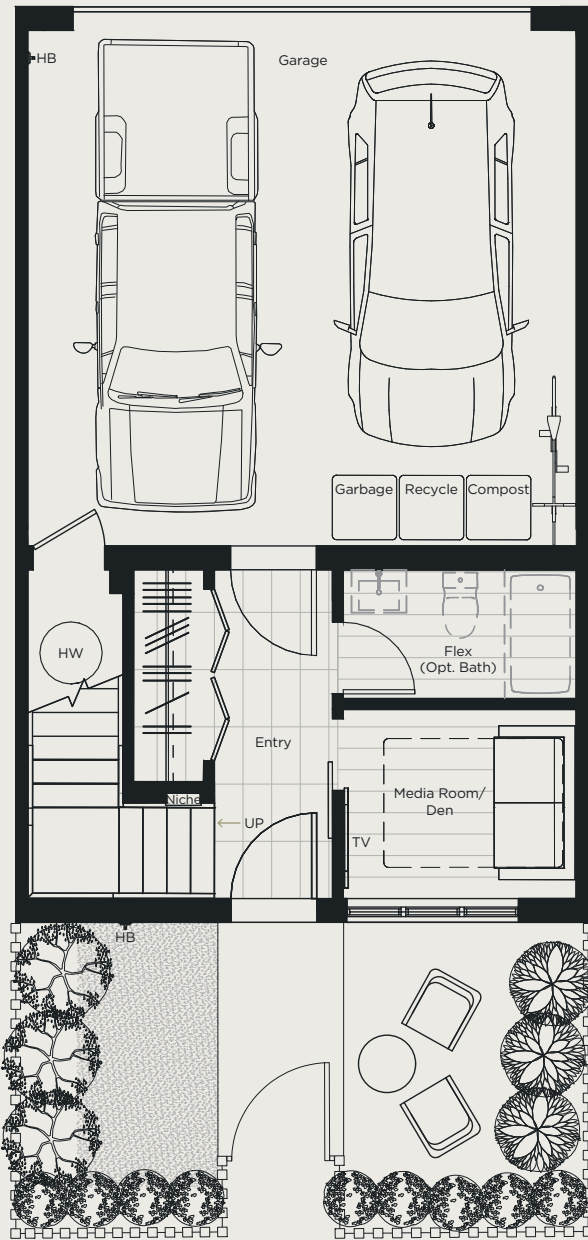 HB
Garage
Garbage
Recycle
Compost
HW
Flex
(Opt. Bath)
Entry
Media Room/
Den
Niche
UP
TV
HB